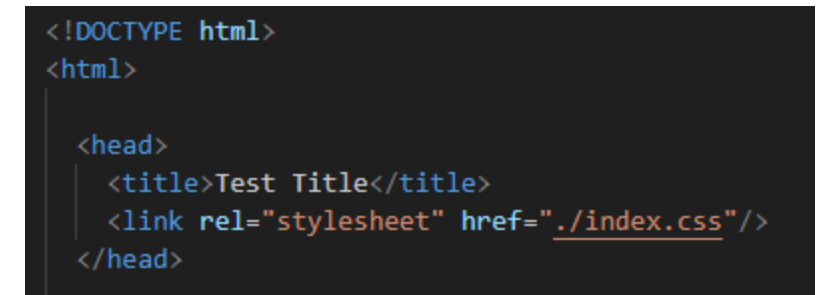 <!DOCTYPE html>
<html>
<head>
<title>Test Title</title>
<link rel="stylesheet" href="./index.css"/>
</head>